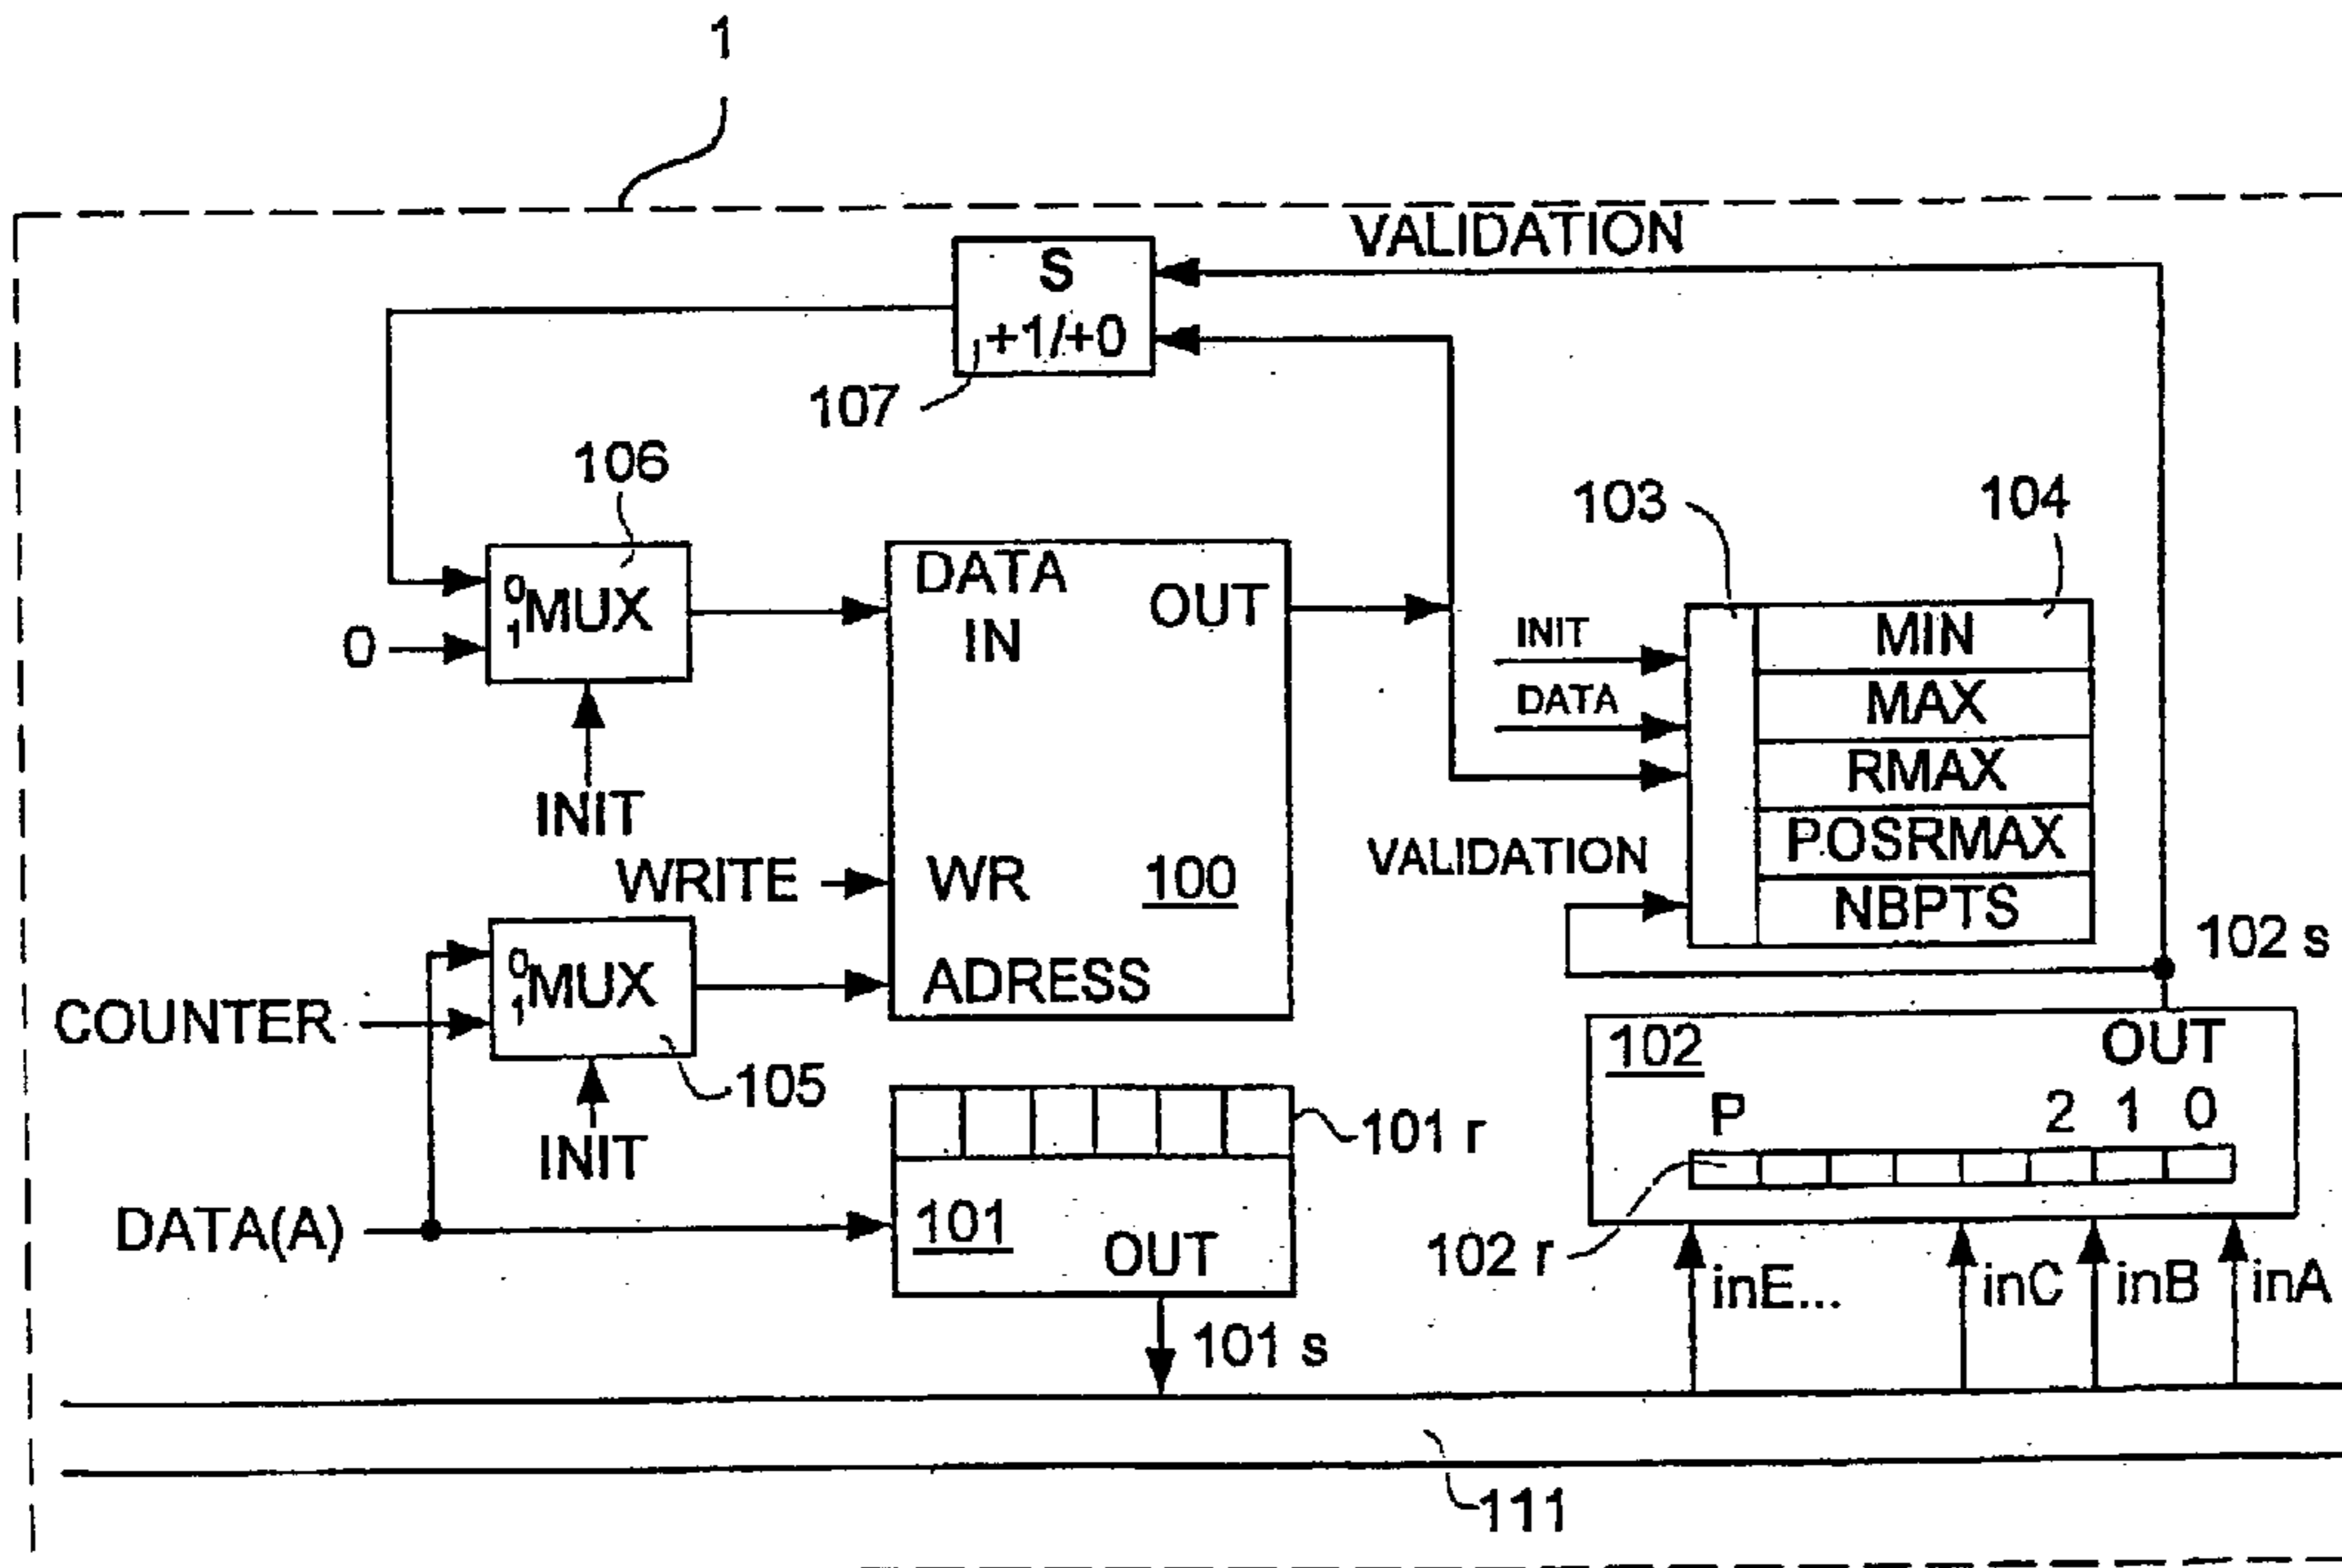 1
VALIDATION
S
+1/+0
107
106
103
104
0
MUX
1
0
INIT
DATA
IN
OUT
WR
100
ADRESS
WRITE
INIT
DATA
VALIDATION
MIN
MAX
RMAX
POSRMAX
NBPTS
102 s
0
MUX
1
COUNTER
105
INIT
DATA(A)
101 r
101
OUT
101 s
102
OUT
P
2 1 0
102 r
inE...
inC
inB
inA
111